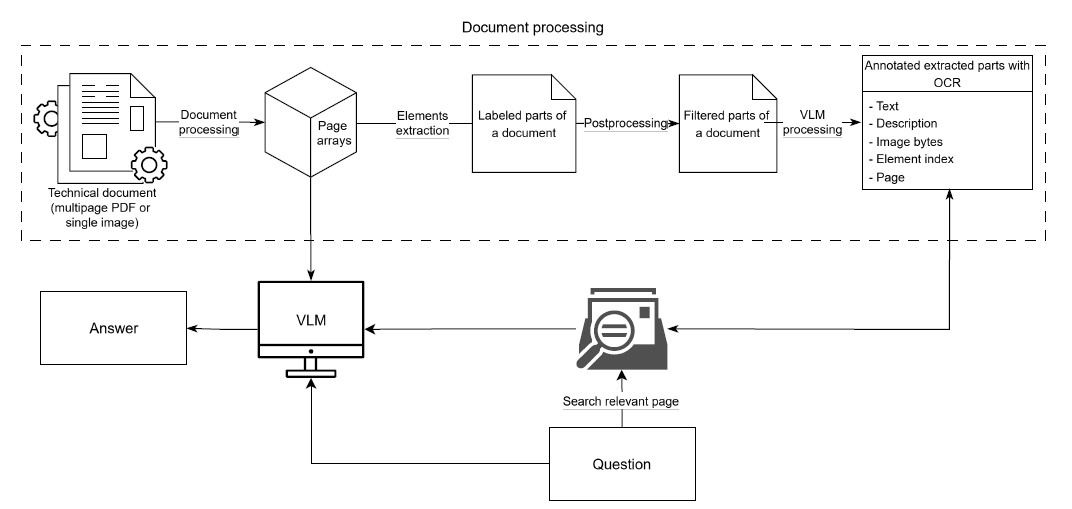 Document processing
Document
processing
Page
arrays
Elements
extraction
Labeled parts of
a document
Postprocessing
Filtered parts of
a document
VLM
processing
Annotated extracted parts with
OCR
- Text
- Description
- Image bytes
- Element index
- Page
Technical document
(multipage PDF or
single image)
Answer
VLM
Search relevant page
Question